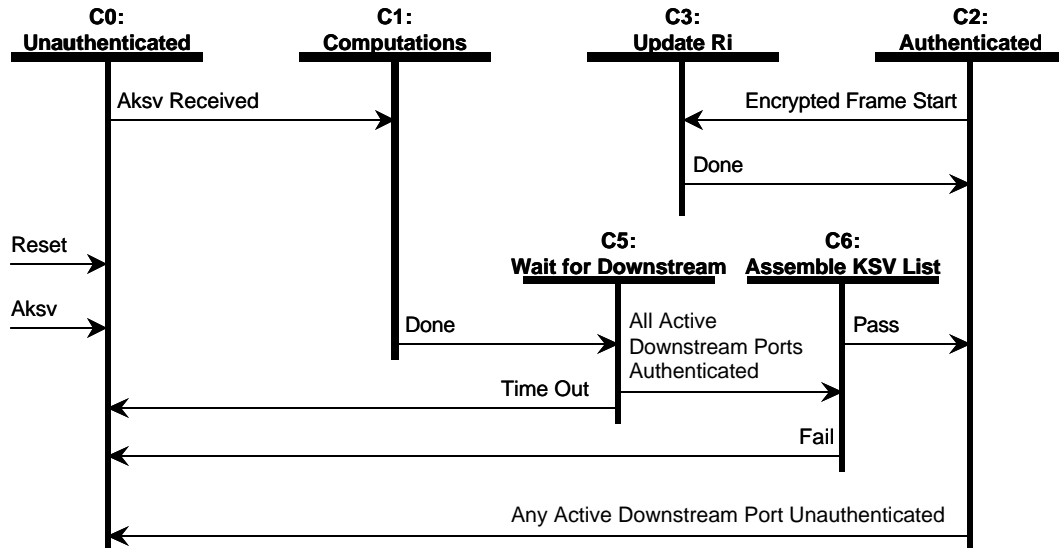 C0:
Unauthenticated
C1:
Computations
C3:
Update Ri
C2:
Authenticated
Aksv Received
Encrypted Frame Start
Done
Reset
C5:
Wait for Downstream
C6:
Assemble KSV List
Aksv
Done
All Active
Downstream Ports
Authenticated
Pass
Time Out
Fail
Any Active Downstream Port Unauthenticated